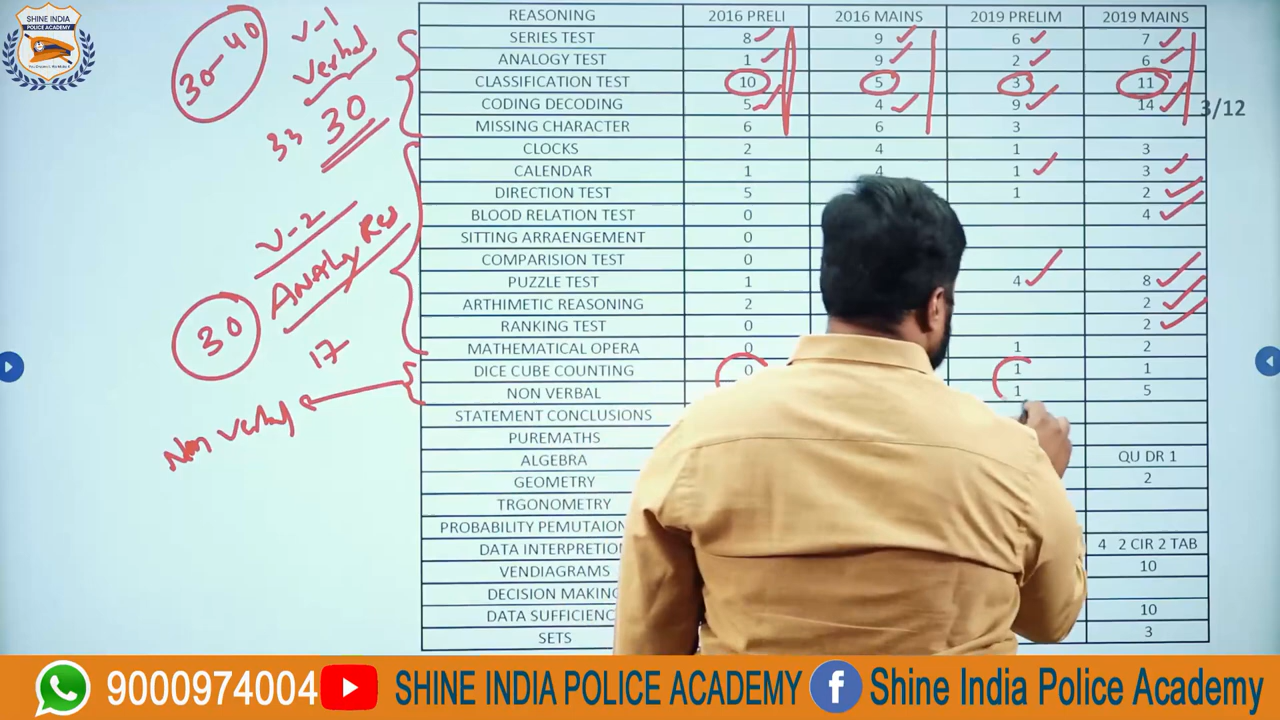 SHINE INDIA
POLICE ACADEMY
30-40
V-1
Verbal
33 30
V-2
Analy Res
30
17
Non Verbal
REASONING 2016 PRELI 2016 MAINS 2019 PRELIM 2019 MAINS
SERIES TEST 8 9 6 7
ANALOGY TEST 1 9 2 6
CLASSIFICATION TEST 10 5 3 11
CODING DECODING 5 4 9 14
MISSING CHARACTER 6 6 3
CLOCKS 2 4 1 3
CALENDAR 1 4 1 3
DIRECTION TEST 5 1 2
BLOOD RELATION TEST 0 4
SITTING ARRAENGEMENT 0
COMPARISION TEST 0
PUZZLE TEST 1 4 8
ARTHIMETIC REASONING 2 2
RANKING TEST 0 2
MATHEMATICAL OPERA 0 1 2
DICE CUBE COUNTING 0 1 1
NON VERBAL 1 5
STATEMENT CONCLUSIONS
PUREMATHS
ALGEBRA QU DR 1
GEOMETRY 2
TRGONOMETRY
PROBABILITY PEMUTAION
DATA INTERPRETIO 4 2 CIR 2 TAB
VENDIAGRAMS 10
DECISION MAKING
DATA SUFFICIENC 10
SETS 3
3/12
9000974004 SHINE INDIA POLICE ACADEMY Shine India Police Academy